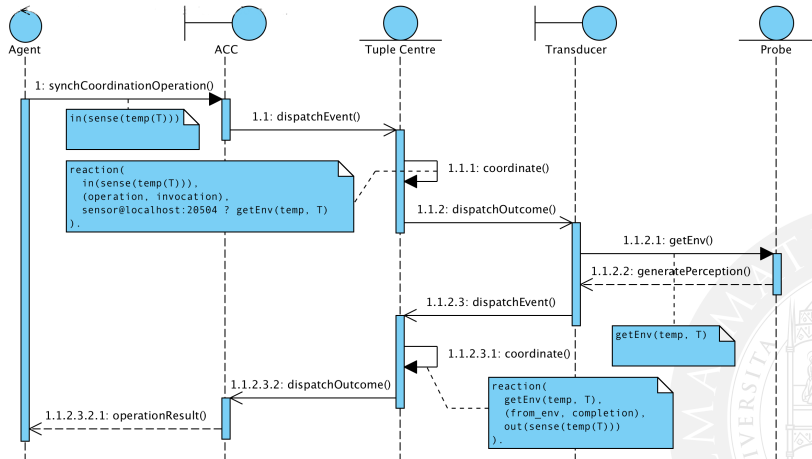 Agent
ACC
Tuple Centre
Transducer
Probe
1: synchCoordinationOperation()
in(sense(temp(T)))
1.1: dispatchEvent()
reaction(
in(sense(temp(T))),
(operation, invocation),
sensor@localhost:20504 ? getEnv(temp, T)
).
1.1.1: coordinate()
1.1.2: dispatchOutcome()
1.1.2.1: getEnv()
1.1.2.2: generatePerception()
1.1.2.3: dispatchEvent()
getEnv(temp, T)
1.1.2.3.1: coordinate()
1.1.2.3.2: dispatchOutcome()
reaction(
getEnv(temp, T),
(from_env, completion),
out(sense(temp(T)))
).
1.1.2.3.2.1: operationResult()